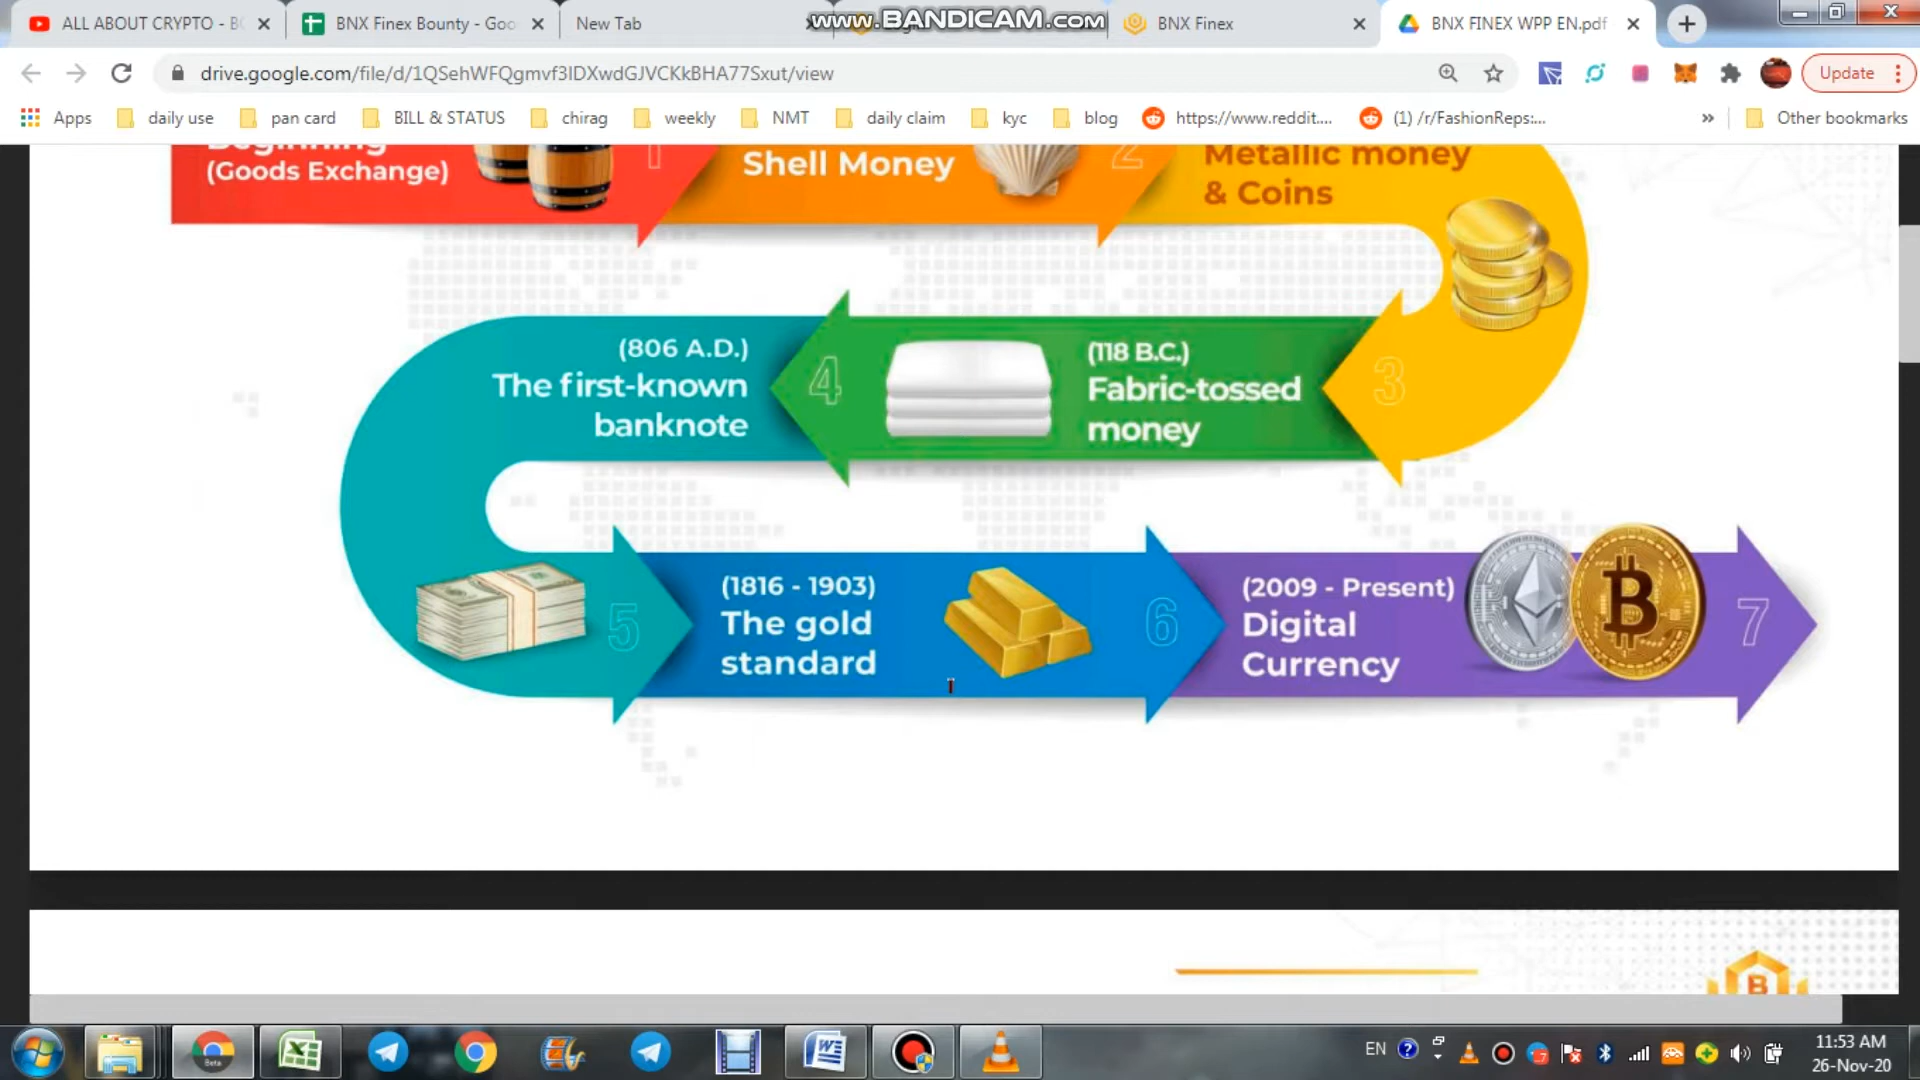 ALL ABOUT CRYPTO - BO
BNX Finex Bounty - Goo
New Tab
www.BANDICAM.com
BNX Finex
BNX FINEX WPP EN.pdf
drive.google.com/file/d/1QSehWFQgmvf3IDXwdGJVCKkBHA77Sxut/view
Update
Apps
daily use
pan card
BILL & STATUS
chirag
weekly
NMT
daily claim
kyc
blog
https://www.reddit....
(1) /r/FashionReps:...
»
Other bookmarks
Beginning
(Goods Exchange)
1
Shell Money
2
Metallic money
& Coins
(806 A.D.)
The first-known
banknote
4
(118 B.C.)
Fabric-tossed
money
3
5
(1816 - 1903)
The gold
standard
6
(2009 - Present)
Digital
Currency
7
EN
11:53 AM
26-Nov-20